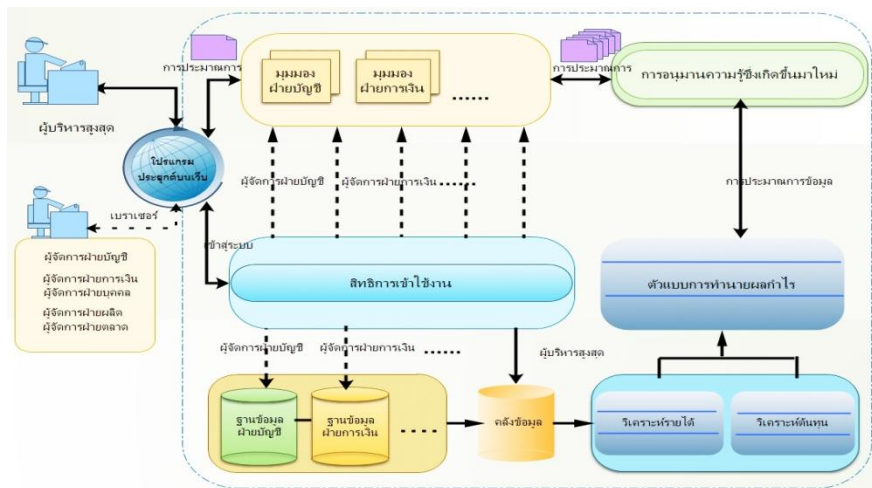 การประมาณการ
มุมมอง
ฝ่ายบัญชี
มุมมอง
ฝ่ายการเงิน
......
การประมาณการ
การอนุมานความรู้ซึ่งเกิดขึ้นมาใหม่
ผู้บริหารสูงสุด
โปรแกรม
ประยุกต์บนเว็บ
ผู้จัดการฝ่ายบัญชี
ผู้จัดการฝ่ายการเงิน ......
การประมาณการข้อมูล
เบราเซอร์
เข้าสู่ระบบ
ผู้จัดการฝ่ายบัญชี
ผู้จัดการฝ่ายการเงิน
ผู้จัดการฝ่ายบุคคล
ผู้จัดการฝ่ายผลิต
ผู้จัดการฝ่ายตลาด
สิทธิการเข้าใช้งาน
ตัวแบบการทำนายผลกำไร
ผู้จัดการฝ่ายบัญชี
ผู้จัดการฝ่ายการเงิน ......
ผู้บริหารสูงสุด
ฐานข้อมูล
ฝ่ายบัญชี
ฐานข้อมูล
ฝ่ายการเงิน
....
คลังข้อมูล
วิเคราะห์รายได้
วิเคราะห์ต้นทุน